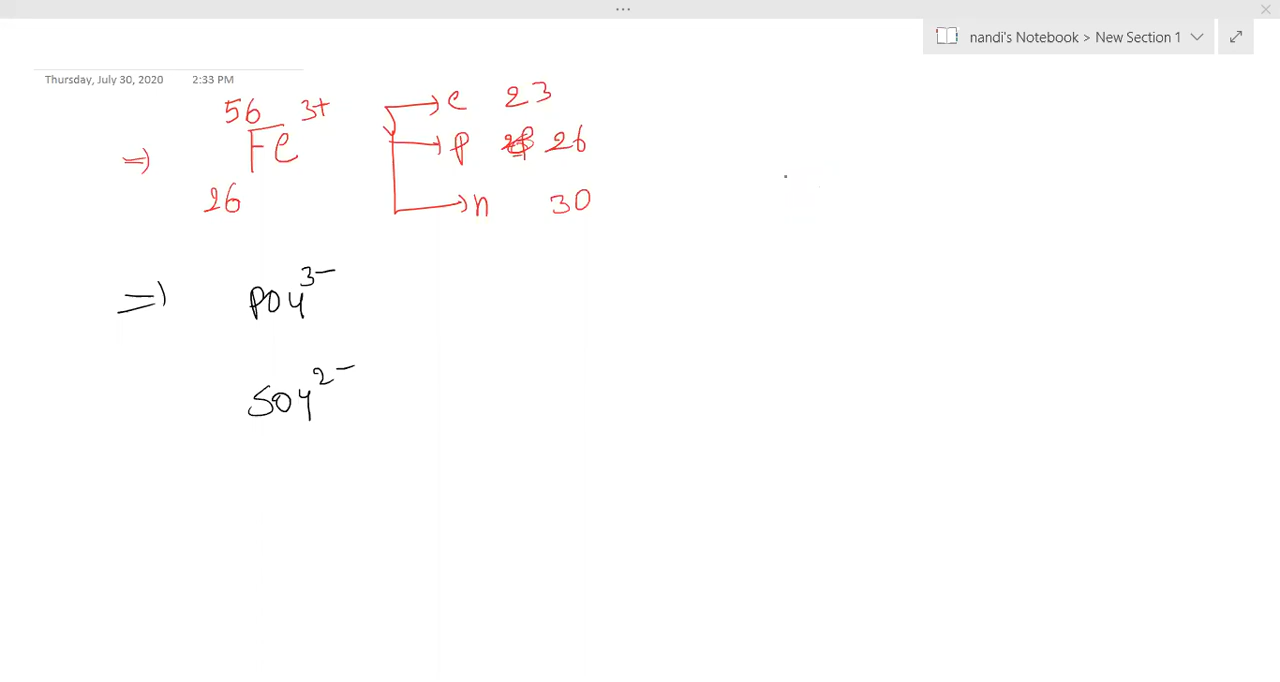 nandi's Notebook > New Section 1
Thursday, July 30, 2020 2:33 PM
56 3+
⇒ Fe
26
e 23
p 26
n 30
⇒ PO4 3-
SO4 2-